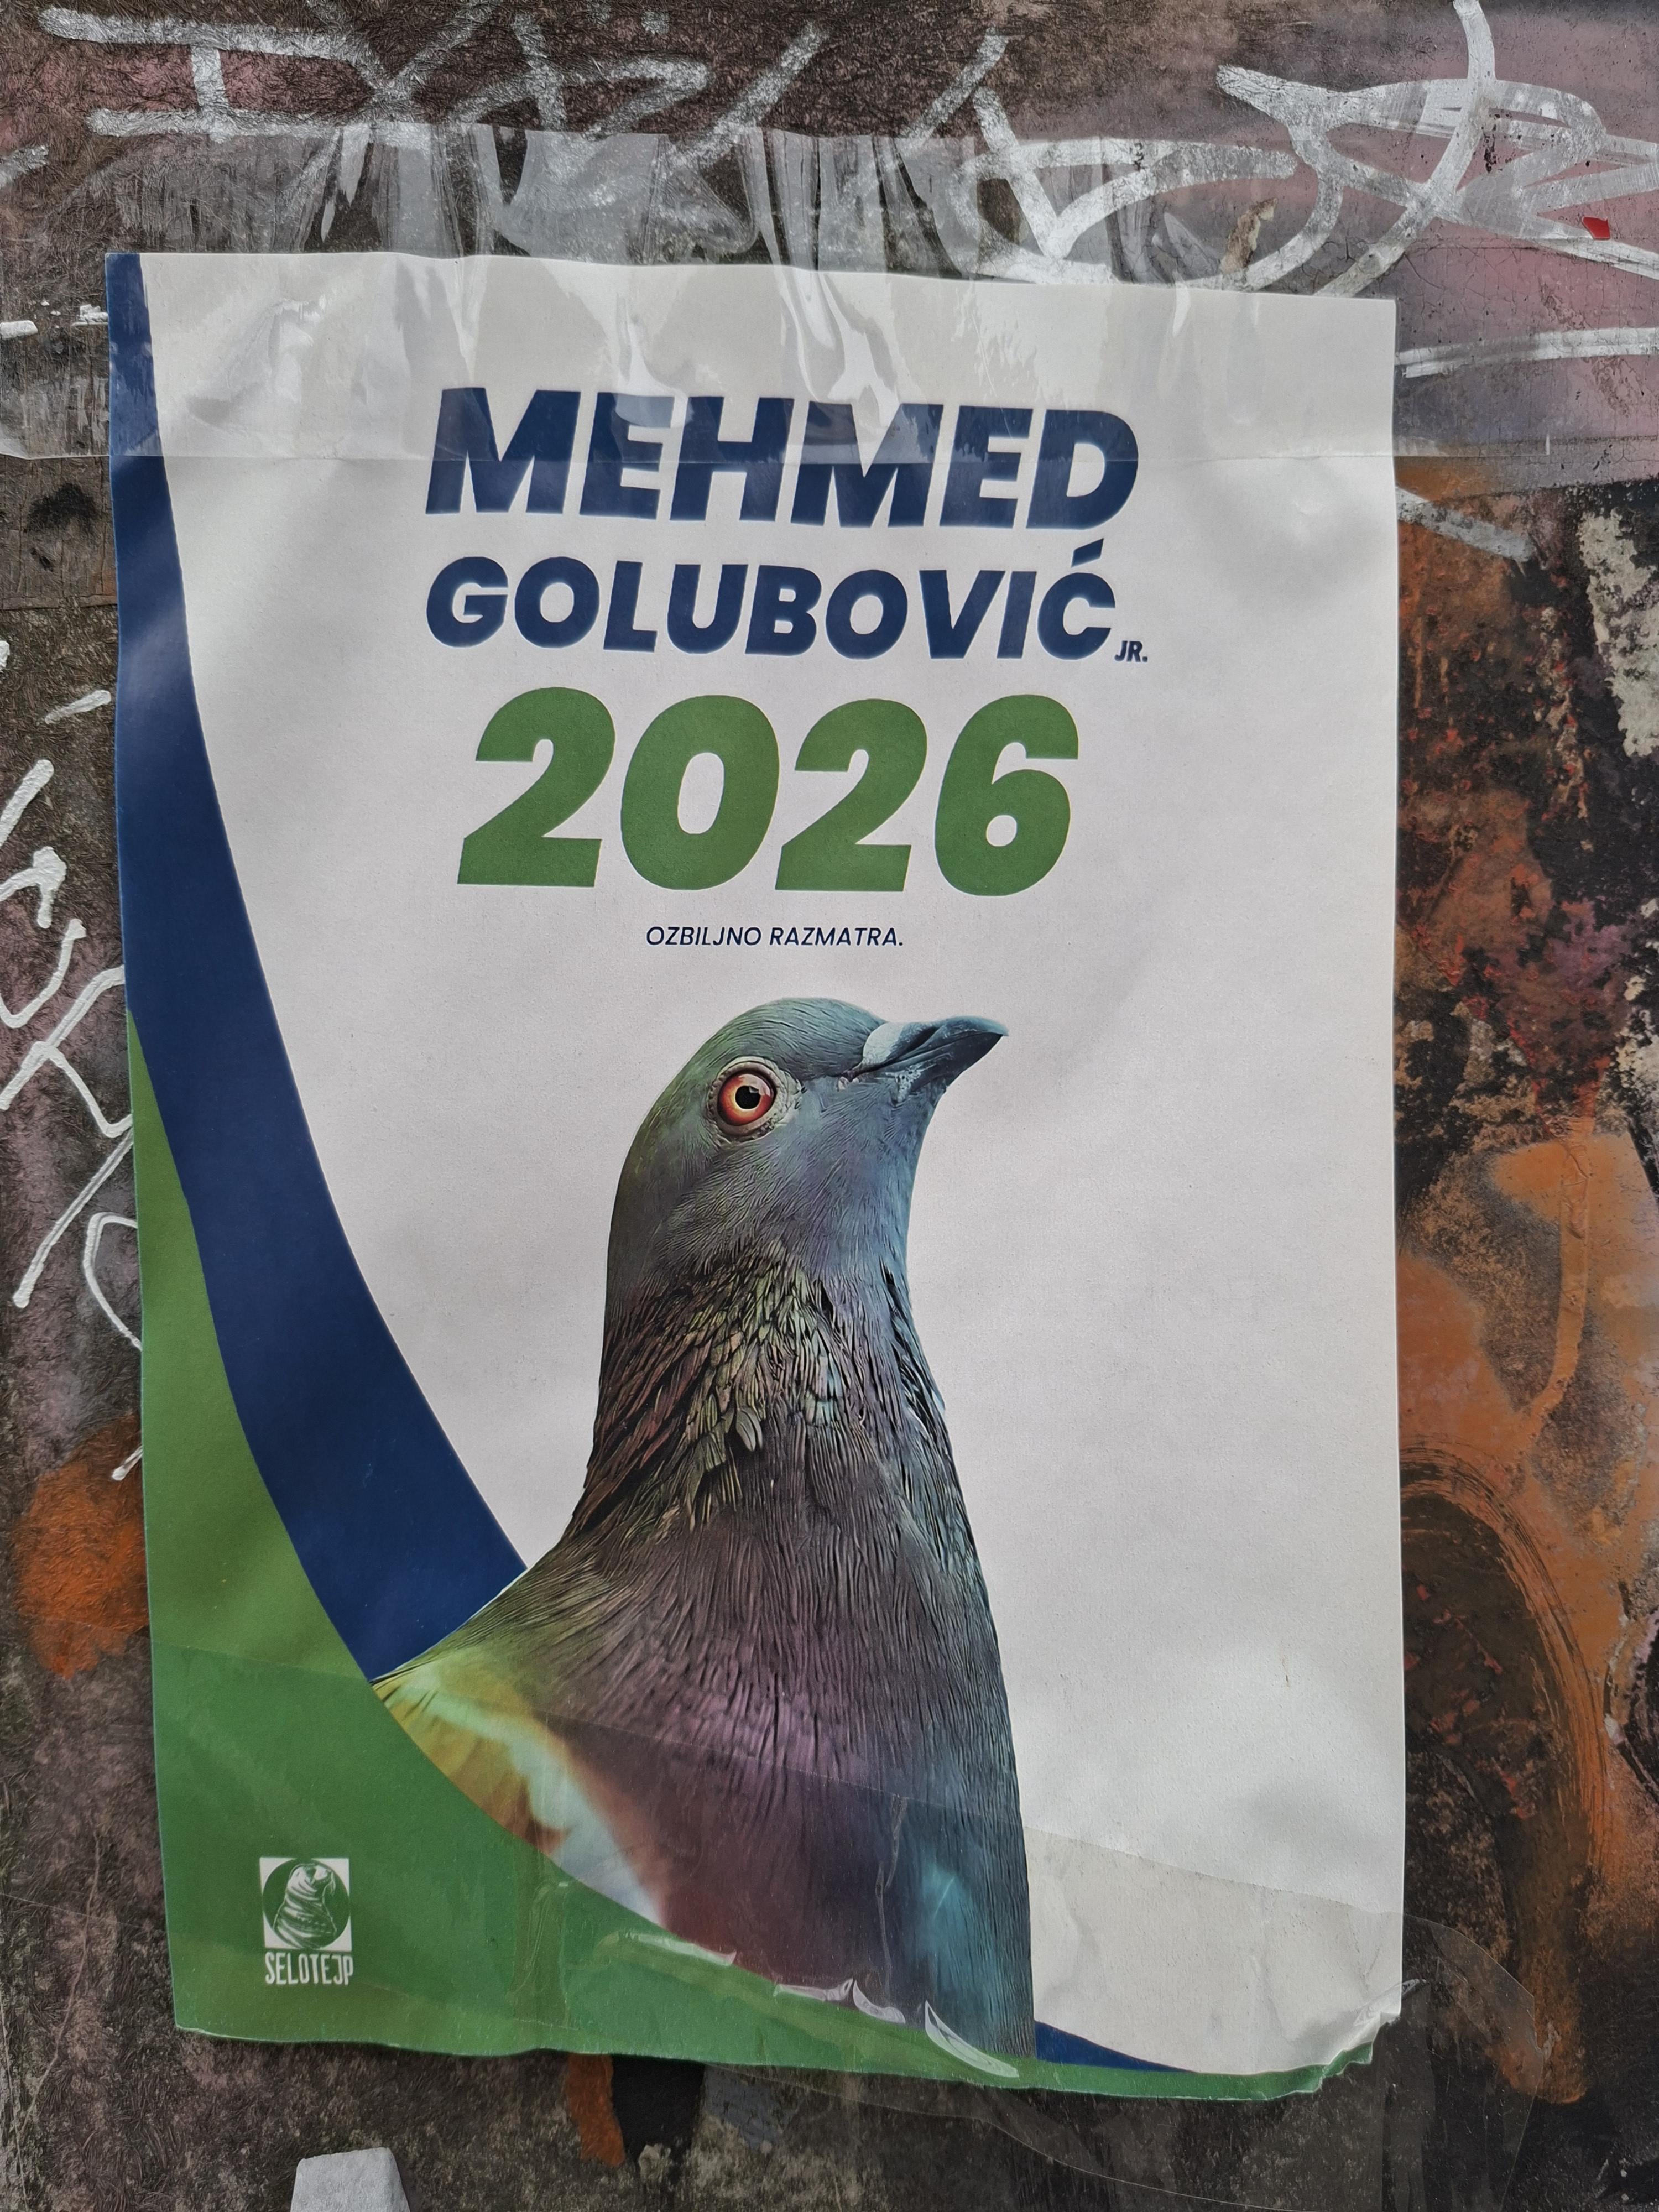 MEHMED
GOLUBOVIĆ JR.
2026
OZBILJNO RAZMATRA.
SELOTEJP